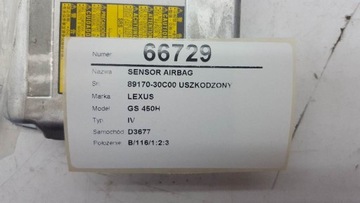 Numer: 66729
Nazwa: SENSOR AIRBAG
Sn: 89170-30C00 USZKODZONY
Marka: LEXUS
Model: GS 450H
Typ: IV
Samochód: D3677
Położenie: B/116/1:2:3